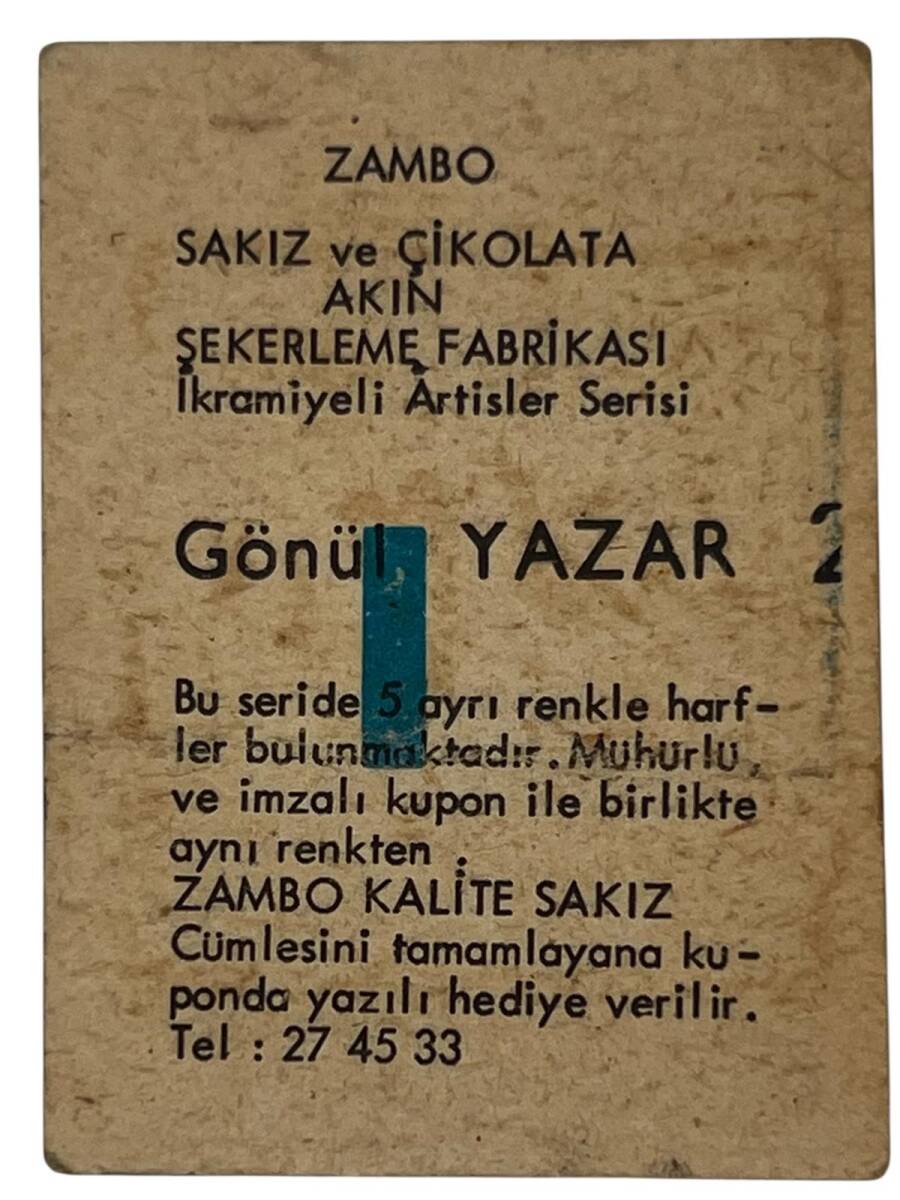 ZAMBO
SAKIZ ve ÇİKOLATA
AKIN
ŞEKERLEME FABRİKASI
İkramiyeli Artisler Serisi
Gönül YAZAR 2
Bu seride 5 ayrı renkle harf-
ler bulunmaktadır. Mühürlü,
ve imzalı kupon ile birlikte
aynı renkten .
ZAMBO KALİTE SAKIZ
Cümlesini tamamlayana ku-
ponda yazılı hediye verilir.
Tel : 27 45 33